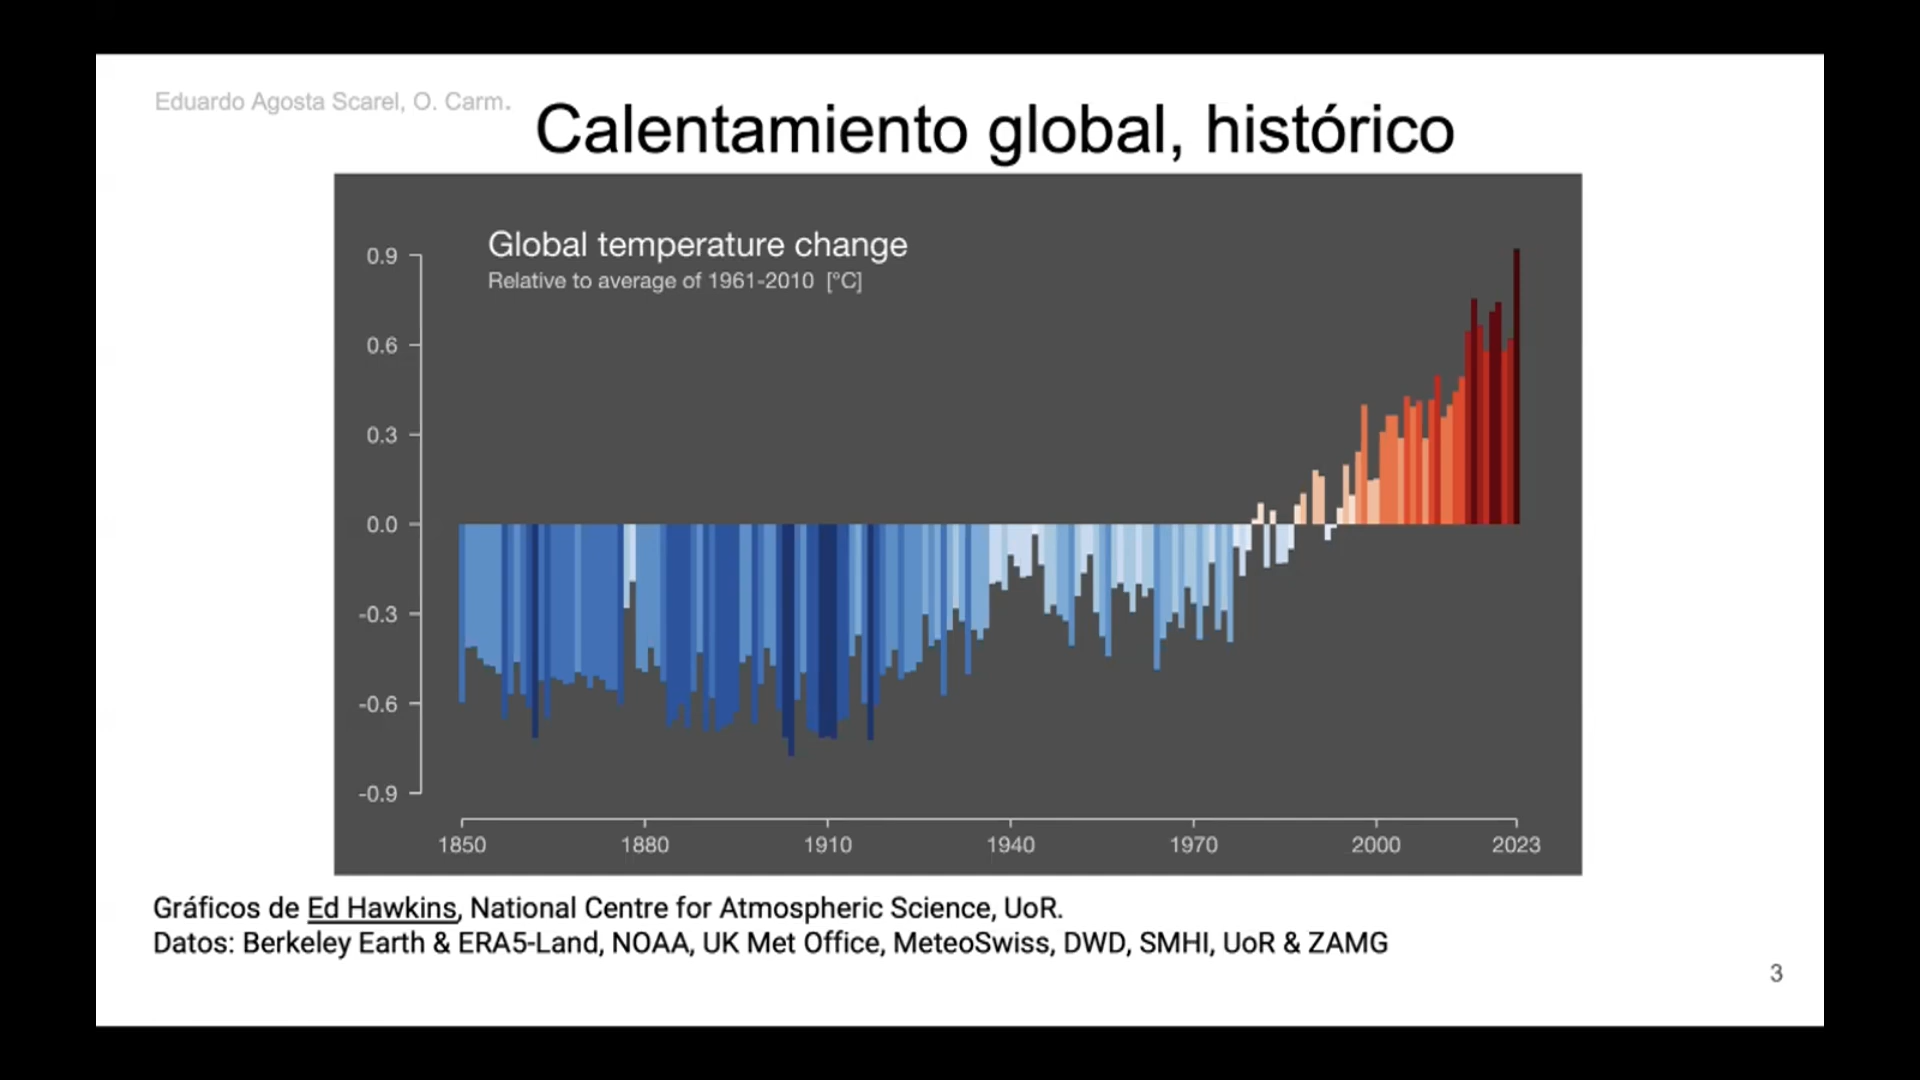 Eduardo Agosta Scarel, O. Carm.
Calentamiento global, histórico
Global temperature change
Relative to average of 1961-2010 [°C]
0.9
0.6
0.3
0.0
-0.3
-0.6
-0.9
1850 1880 1910 1940 1970 2000 2023
Gráficos de Ed Hawkins, National Centre for Atmospheric Science, UoR.
Datos: Berkeley Earth & ERA5-Land, NOAA, UK Met Office, MeteoSwiss, DWD, SMHI, UoR & ZAMG
3